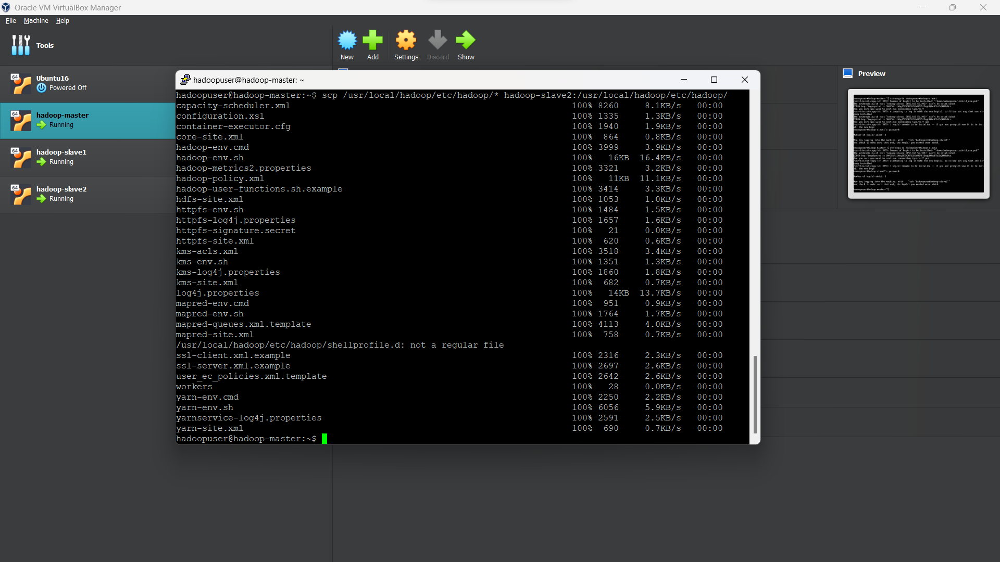 Oracle VM VirtualBox Manager
File Machine Help
Tools
New Add Settings Discard Show
64 Ubuntu16
Powered Off
64 hadoop-master
Running
64 hadoop-slave1
Running
64 hadoop-slave2
Running
Preview
hadoopuser@hadoop-master: ~
hadoopuser@hadoop-master:~$ scp /usr/local/hadoop/etc/hadoop/* hadoop-slave2:/usr/local/hadoop/etc/hadoop/
capacity-scheduler.xml 100% 8260 8.1KB/s 00:00
configuration.xsl 100% 1335 1.3KB/s 00:00
container-executor.cfg 100% 1940 1.9KB/s 00:00
core-site.xml 100% 864 0.8KB/s 00:00
hadoop-env.cmd 100% 3999 3.9KB/s 00:00
hadoop-env.sh 100% 16KB 16.4KB/s 00:00
hadoop-metrics2.properties 100% 3321 3.2KB/s 00:00
hadoop-policy.xml 100% 11KB 11.1KB/s 00:00
hadoop-user-functions.sh.example 100% 3414 3.3KB/s 00:00
hdfs-site.xml 100% 1053 1.0KB/s 00:00
httpfs-env.sh 100% 1484 1.5KB/s 00:00
httpfs-log4j.properties 100% 1657 1.6KB/s 00:00
httpfs-signature.secret 100% 21 0.0KB/s 00:00
httpfs-site.xml 100% 620 0.6KB/s 00:00
kms-acls.xml 100% 3518 3.4KB/s 00:00
kms-env.sh 100% 1351 1.3KB/s 00:00
kms-log4j.properties 100% 1860 1.8KB/s 00:00
kms-site.xml 100% 682 0.7KB/s 00:00
log4j.properties 100% 14KB 13.7KB/s 00:00
mapred-env.cmd 100% 951 0.9KB/s 00:00
mapred-env.sh 100% 1764 1.7KB/s 00:00
mapred-queues.xml.template 100% 4113 4.0KB/s 00:00
mapred-site.xml 100% 758 0.7KB/s 00:00
/usr/local/hadoop/etc/hadoop/shellprofile.d: not a regular file
ssl-client.xml.example 100% 2316 2.3KB/s 00:00
ssl-server.xml.example 100% 2697 2.6KB/s 00:00
user_ec_policies.xml.template 100% 2642 2.6KB/s 00:00
workers 100% 28 0.0KB/s 00:00
yarn-env.cmd 100% 2250 2.2KB/s 00:00
yarn-env.sh 100% 6056 5.9KB/s 00:00
yarnservice-log4j.properties 100% 2591 2.5KB/s 00:00
yarn-site.xml 100% 690 0.7KB/s 00:00
hadoopuser@hadoop-master:~$